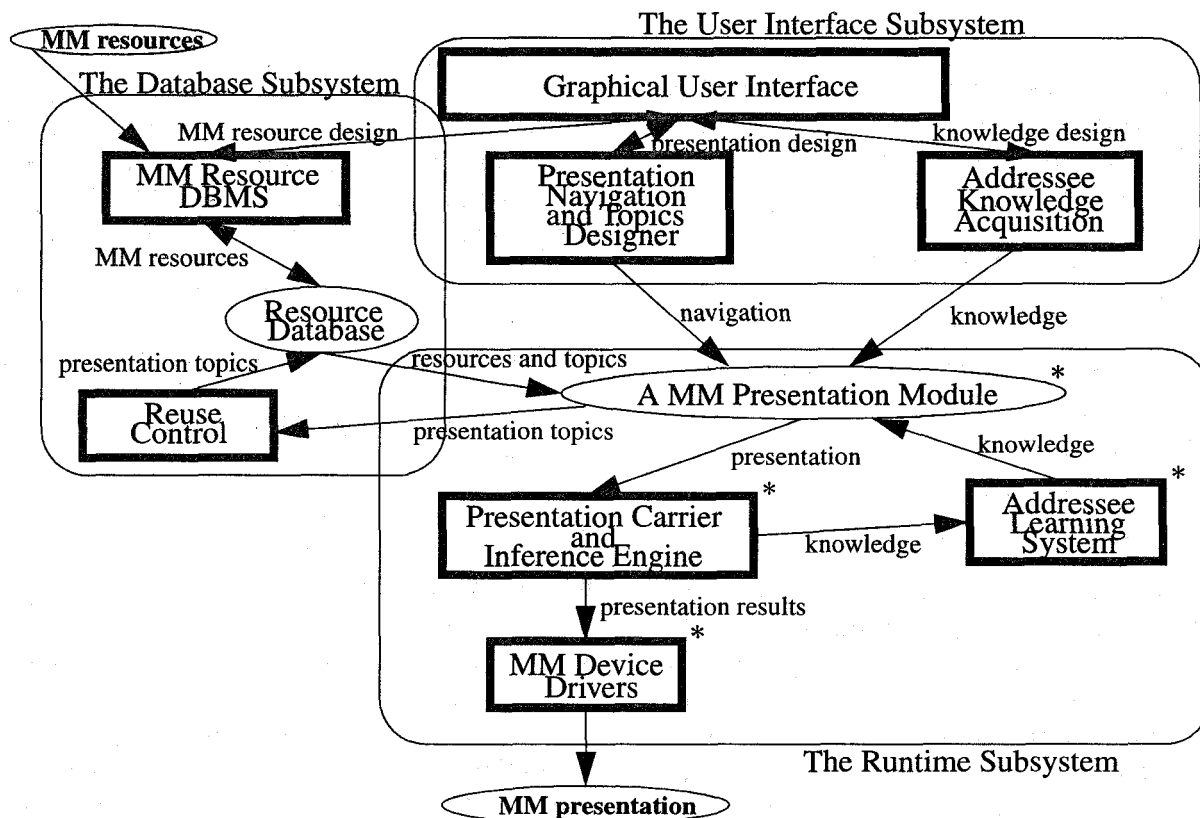 The User Interface Subsystem
MM resources
The Database Subsystem
Graphical User Interface
MM resource design
presentation design
knowledge design
MM Resource
DBMS
Presentation
Navigation
and Topics
Designer
Addressee
Knowledge
Acquisition
MM resources
Resource
Database
navigation
knowledge
presentation topics
resources and topics
A MM Presentation Module
*
Reuse
Control
presentation topics
presentation
knowledge
*
*
Presentation Carrier
and
Inference Engine
knowledge
Addressee
Learning
System
presentation results
*
MM Device
Drivers
The Runtime Subsystem
MM presentation